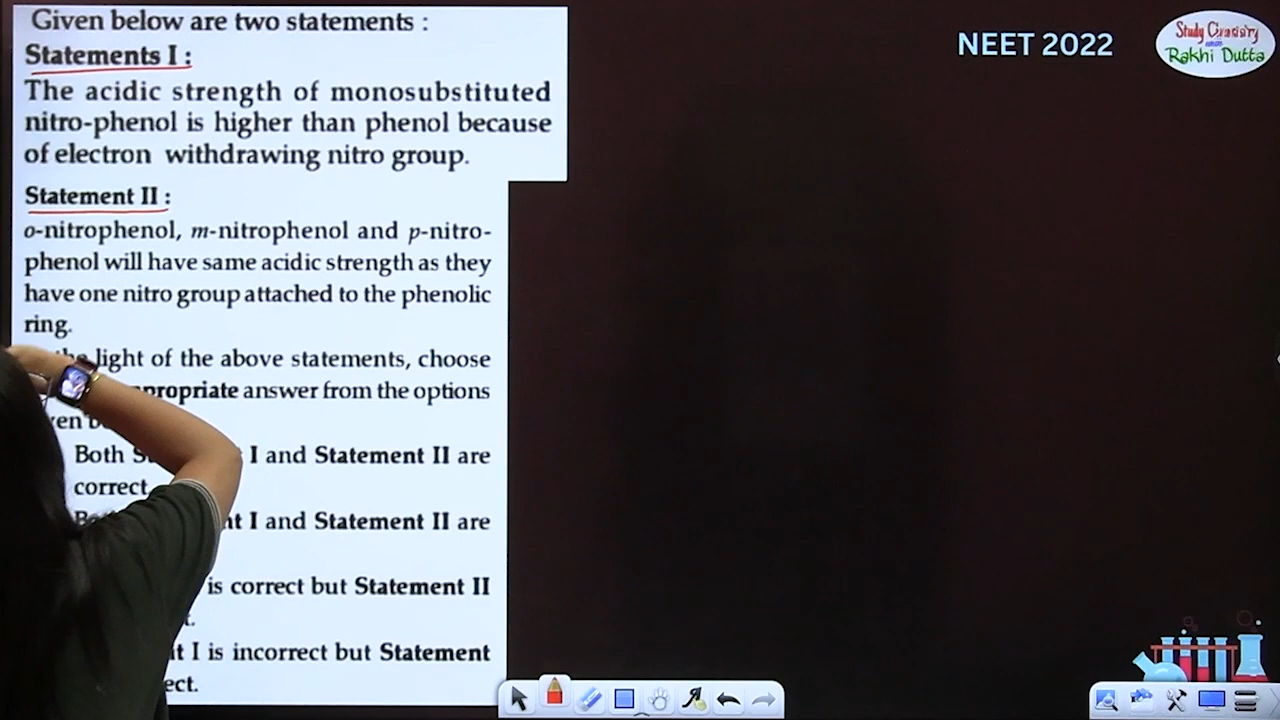 Given below are two statements :
Statements I :
The acidic strength of monosubstituted
nitro-phenol is higher than phenol because
of electron withdrawing nitro group.
Statement II :
o-nitrophenol, m-nitrophenol and p-nitro-
phenol will have same acidic strength as they
have one nitro group attached to the phenolic
ring.
light of the above statements, choose
answer from the options
Both I and Statement II are
correct
I and Statement II are
is correct but Statement II
I is incorrect but Statement
NEET 2022
Study Chemistry
Rakhi Dutta